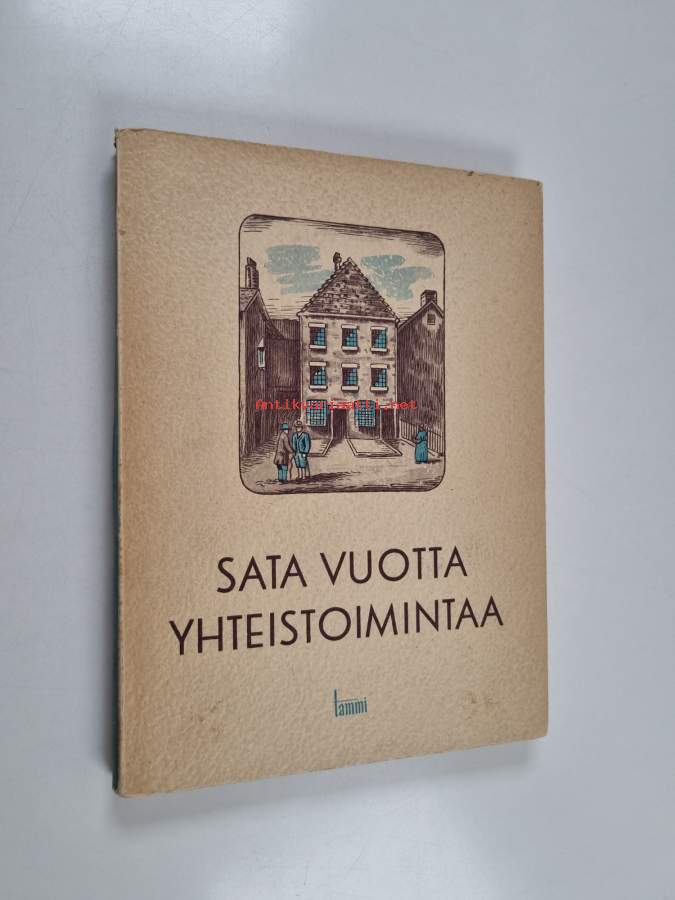 Antikvariaatti.net
SATA VUOTTA
YHTEISTOIMINTAA
tammi